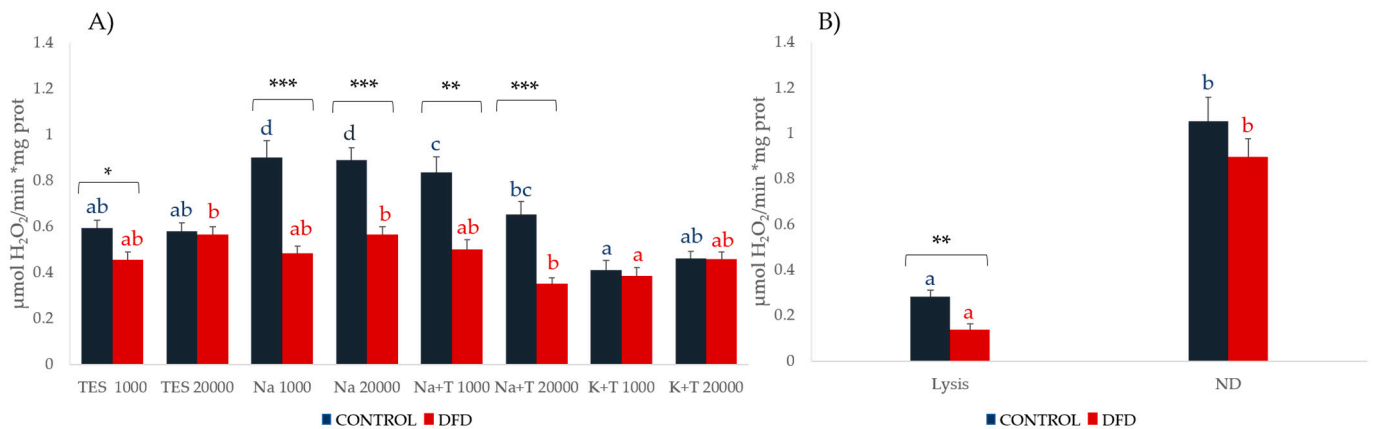 A)
µmol H₂O₂/min *mg prot
1.4
1.2
1
0.8
0.6
0.4
0.2
0
*
***
***
**
***
ab
ab
ab
b
d
ab
d
b
c
ab
bc
b
a
a
ab
ab
TES 1000
TES 20000
Na 1000
Na 20000
Na+T 1000
Na+T 20000
K+T 1000
K+T 20000
CONTROL
DFD
B)
µmol H₂O₂/min *mg prot
1.4
1.2
1
0.8
0.6
0.4
0.2
0
**
a
a
b
b
Lysis
ND
CONTROL
DFD